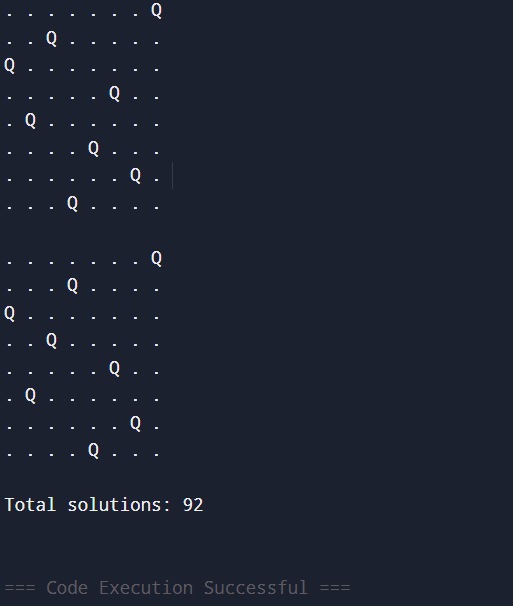 . . . . . . . Q
. . Q . . . . .
Q . . . . . . .
. . . . . Q . .
. Q . . . . . .
. . . . Q . . .
. . . . . . Q .
. . . Q . . . .

. . . . . . . Q
. . . Q . . . .
Q . . . . . . .
. . Q . . . . .
. . . . . Q . .
. Q . . . . . .
. . . . . . Q .
. . . . Q . . .

Total solutions: 92

=== Code Execution Successful ===